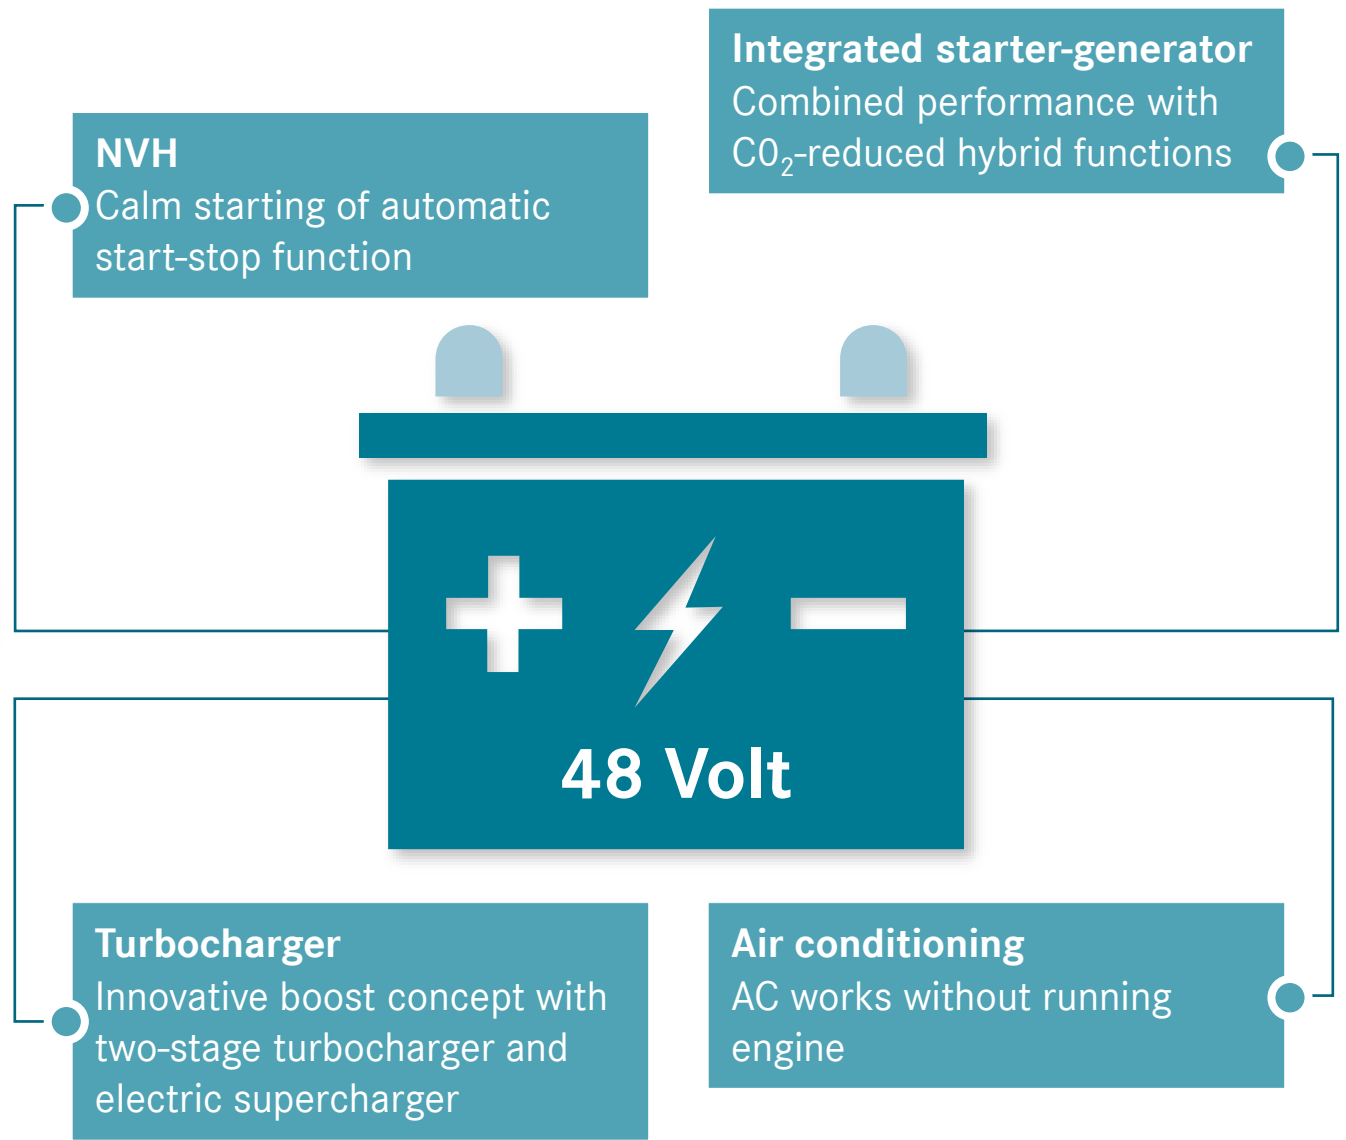 NVH
Calm starting of automatic
start-stop function
Integrated starter-generator
Combined performance with
C0₂-reduced hybrid functions
48 Volt
Turbocharger
Innovative boost concept with
two-stage turbocharger and
electric supercharger
Air conditioning
AC works without running
engine